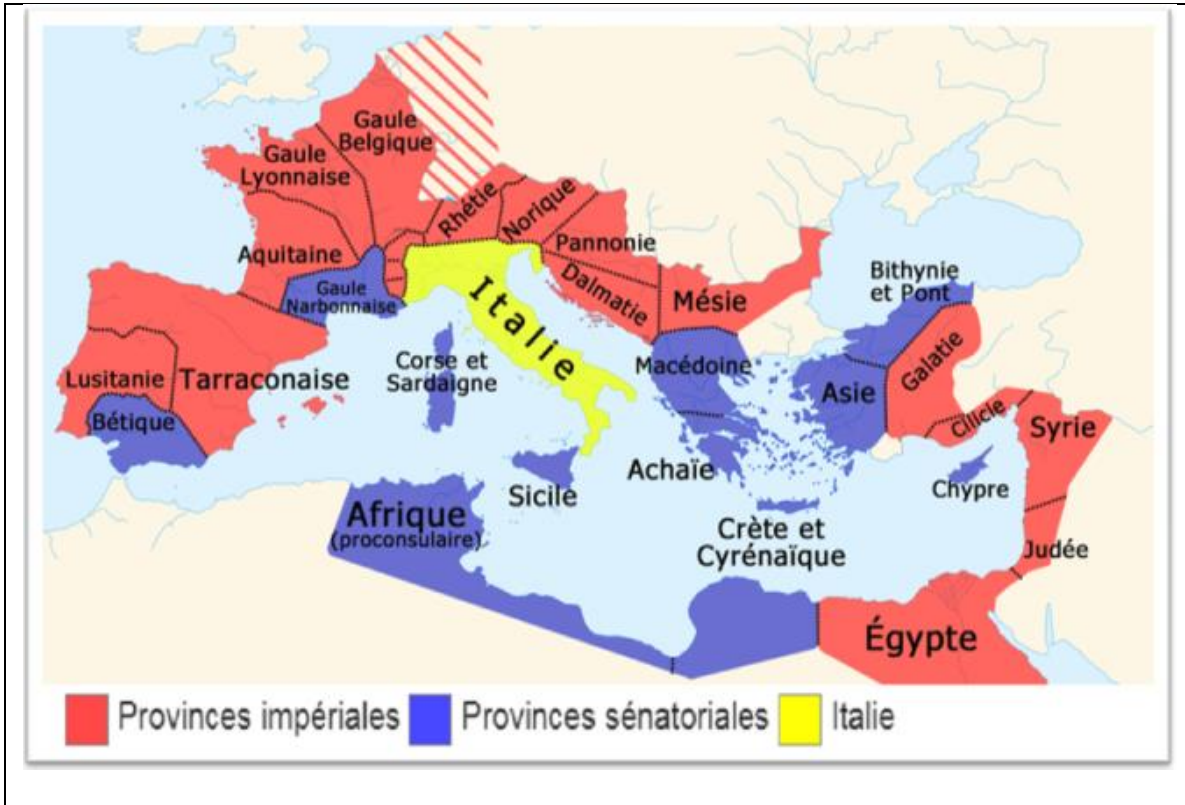 Gaule
Belgique
Gaule
Lyonnaise
Rhétie
Norique
Pannonie
Aquitaine
Dalmatie
Gaule
Narbonnaise
Italie
Mésie
Bithynie
et Pont
Corse et
Sardaigne
Macédoine
Galatie
Lusitanie
Tarraconaise
Asie
Bétique
Cilicie
Syrie
Achaïe
Chypre
Sicile
Afrique
(proconsulaire)
Crète et
Cyrénaïque
Judée
Égypte
Provinces impériales
Provinces sénatoriales
Italie